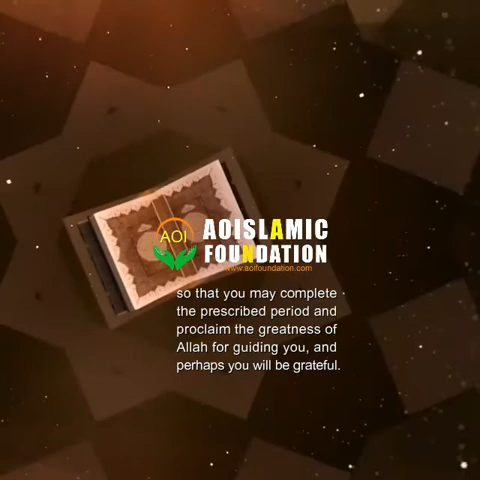 AOI
AOISLAMIC
FOUNDATION
www.aoifoundation.com
so that you may complete
the prescribed period and
proclaim the greatness of
Allah for guiding you, and
perhaps you will be grateful.